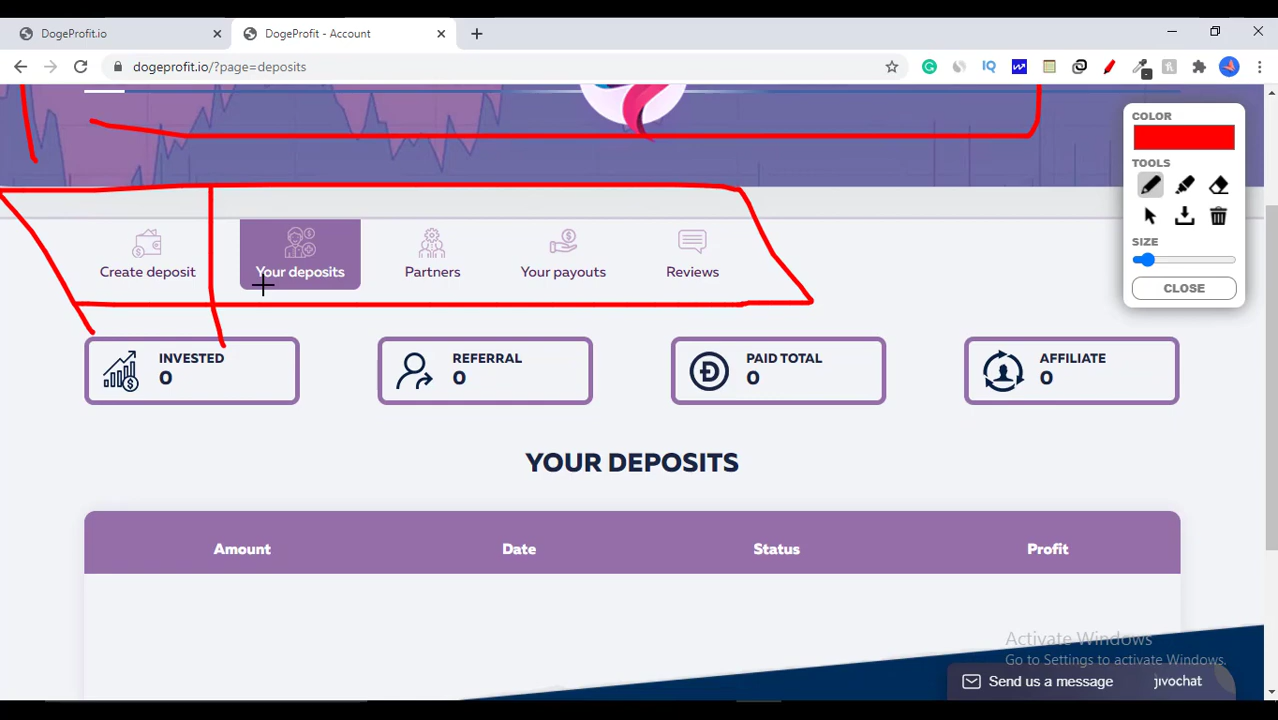 DogeProfit.io
DogeProfit - Account
dogeprofit.io/?page=deposits
IQ
COLOR
TOOLS
SIZE
CLOSE
Create deposit
Your deposits
Partners
Your payouts
Reviews
INVESTED
0
REFERRAL
0
PAID TOTAL
0
AFFILIATE
0
YOUR DEPOSITS
Amount Date Status Profit
Activate Windows
Go to Settings to activate Windows.
Send us a message jivochat